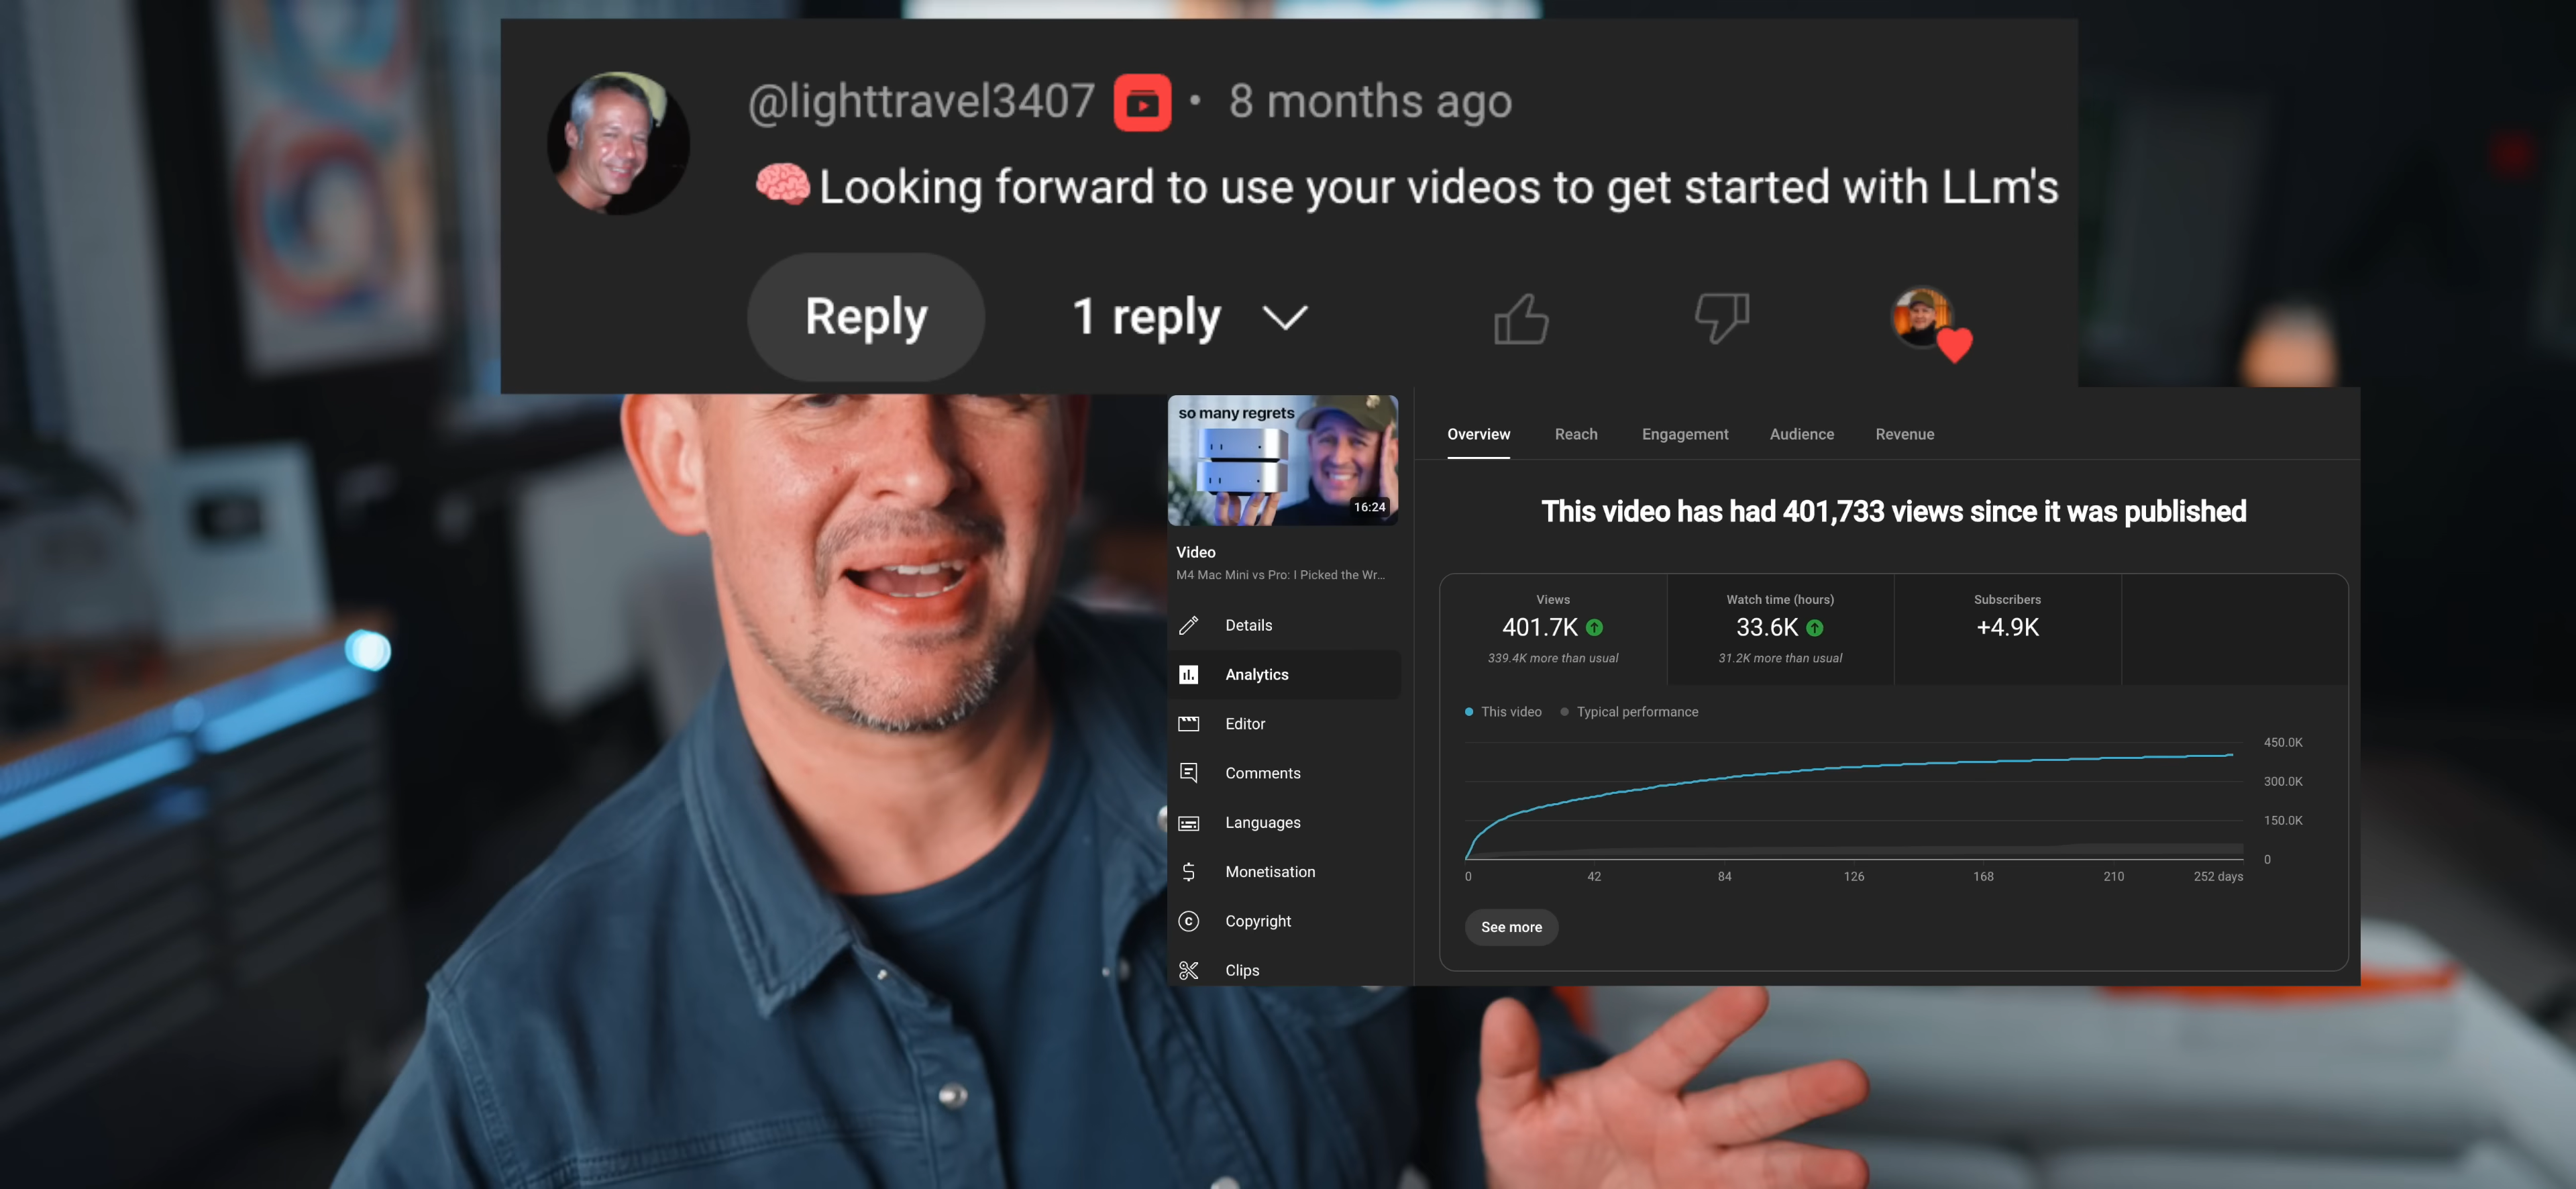 @lighttravel3407 • 8 months ago
🧠Looking forward to use your videos to get started with LLm's
Reply
1 reply
so many regrets
16:24
Video
M4 Mac Mini vs Pro: I Picked the Wr...
Details
Analytics
Editor
Comments
Languages
Monetisation
Copyright
Clips
Overview
Reach
Engagement
Audience
Revenue
This video has had 401,733 views since it was published
Views
401.7K
339.4K more than usual
Watch time (hours)
33.6K
31.2K more than usual
Subscribers
+4.9K
This video
Typical performance
450.0K
300.0K
150.0K
0
0 42 84 126 168 210 252 days
See more